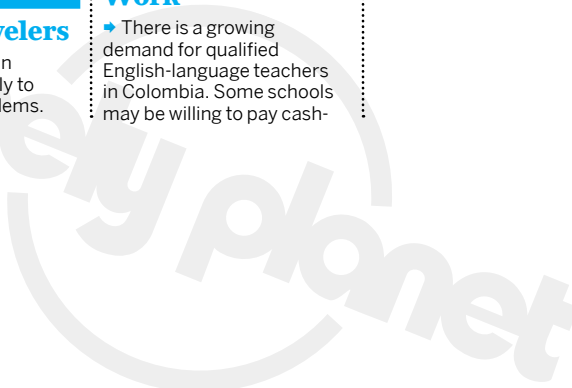 velers
n
ly to
lems.
Work
➡ There is a growing
demand for qualified
English-language teachers
in Colombia. Some schools
may be willing to pay cash-
ely planet